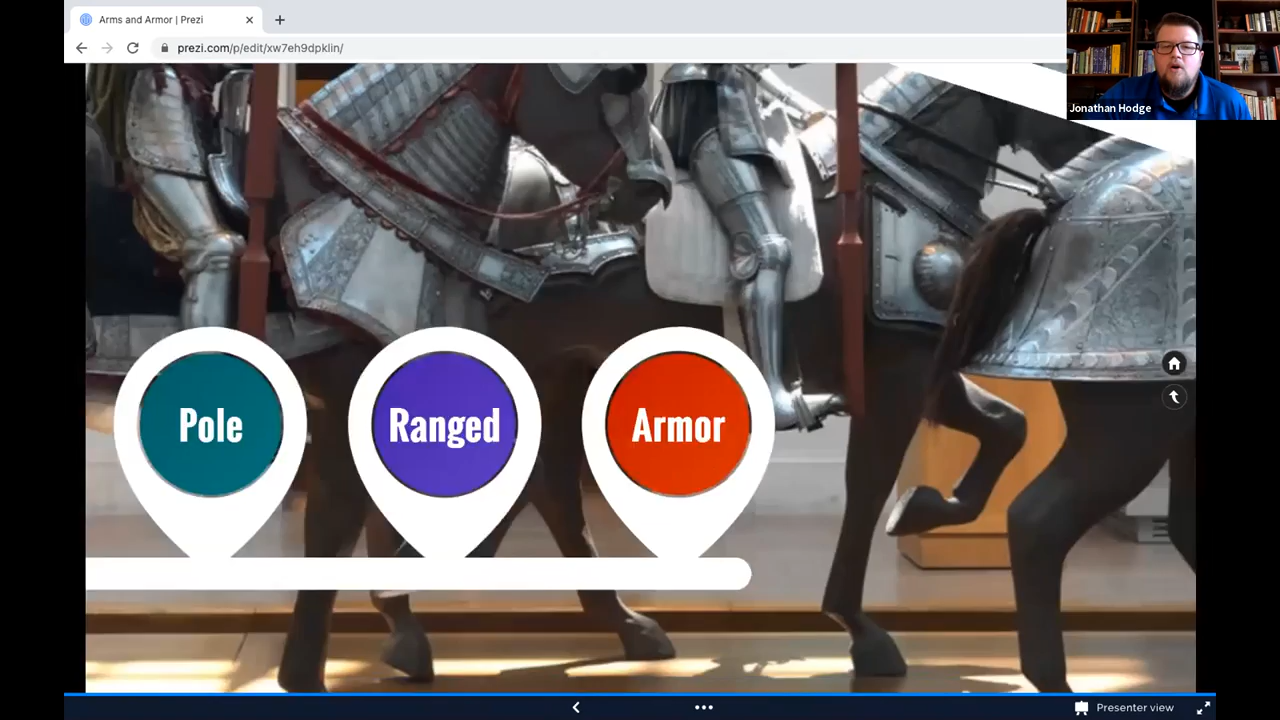 Arms and Armor | Prezi
prezi.com/p/edit/xw7eh9dpklin/
Jonathan Hodge
Pole
Ranged
Armor
Presenter view